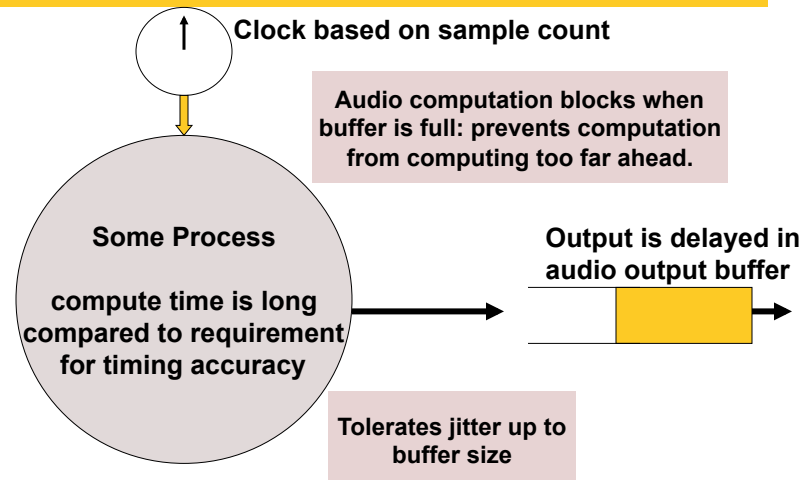 Clock based on sample count
Audio computation blocks when
buffer is full: prevents computation
from computing too far ahead.
Some Process
compute time is long
compared to requirement
for timing accuracy
Output is delayed in
audio output buffer
Tolerates jitter up to
buffer size